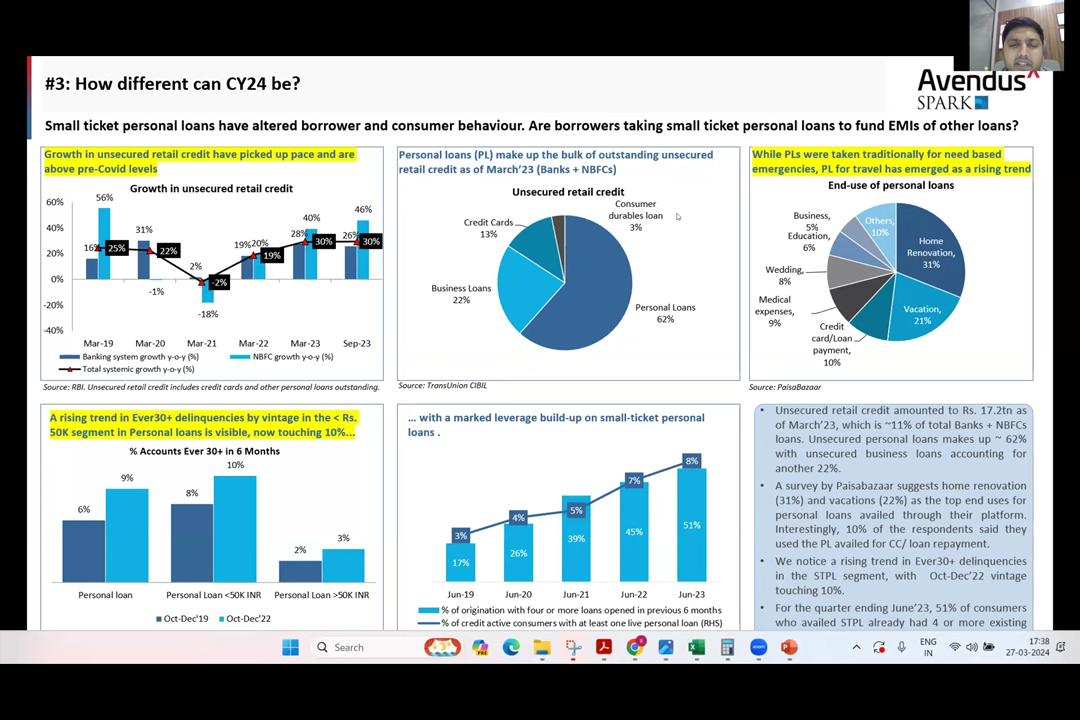 #3: How different can CY24 be?
Avendus
SPARK
Small ticket personal loans have altered borrower and consumer behaviour. Are borrowers taking small ticket personal loans to fund EMIs of other loans?
Growth in unsecured retail credit have picked up pace and are
above pre-Covid levels
Growth in unsecured retail credit
60%
40%
20%
0%
-20%
-40%
16%
56%
25%
31%
-1%
22%
2%
-18%
-2%
19%
20%
19%
28%
40%
30%
26%
46%
30%
Mar-19 Mar-20 Mar-21 Mar-22 Mar-23 Sep-23
Banking system growth y-o-y (%) NBFC growth y-o-y (%)
Total systemic growth y-o-y (%)
Source: RBI. Unsecured retail credit includes credit cards and other personal loans outstanding.
Personal loans (PL) make up the bulk of outstanding unsecured
retail credit as of March'23 (Banks + NBFCs)
Unsecured retail credit
Consumer
durables loan
3%
Credit Cards
13%
Business Loans
22%
Personal Loans
62%
Source: TransUnion CIBIL
While PLs were taken traditionally for need based
emergencies, PL for travel has emerged as a rising trend
End-use of personal loans
Business,
5%
Others,
10%
Education,
6%
Home
Renovation,
31%
Wedding,
8%
Medical
expenses,
9%
Vacation,
21%
Credit
card/Loan
payment,
10%
Source: PaisaBazaar
A rising trend in Ever30+ delinquencies by vintage in the < Rs.
50K segment in Personal loans is visible, now touching 10%...
% Accounts Ever 30+ in 6 Months
6%
9%
8%
10%
2%
3%
Personal loan Personal Loan <50K INR Personal Loan >50K INR
Oct-Dec'19 Oct-Dec'22
... with a marked leverage build-up on small-ticket personal
loans .
3%
4%
5%
7%
8%
17%
26%
39%
45%
51%
Jun-19 Jun-20 Jun-21 Jun-22 Jun-23
% of origination with four or more loans opened in previous 6 months
% of credit active consumers with at least one live personal loan (RHS)
• Unsecured retail credit amounted to Rs. 17.2tn as
of March'23, which is ~11% of total Banks + NBFCs
loans. Unsecured personal loans makes up ~ 62%
with unsecured business loans accounting for
another 22%.
• A survey by Paisabazaar suggests home renovation
(31%) and vacations (22%) as the top end uses for
personal loans availed through their platform.
Interestingly, 10% of the respondents said they
used the PL availed for CC/ loan repayment.
• We notice a rising trend in Ever30+ delinquencies
in the STPL segment, with Oct-Dec'22 vintage
touching 10%.
• For the quarter ending June'23, 51% of consumers
who availed STPL already had 4 or more existing
Search
ENG
IN
17:38
27-03-2024